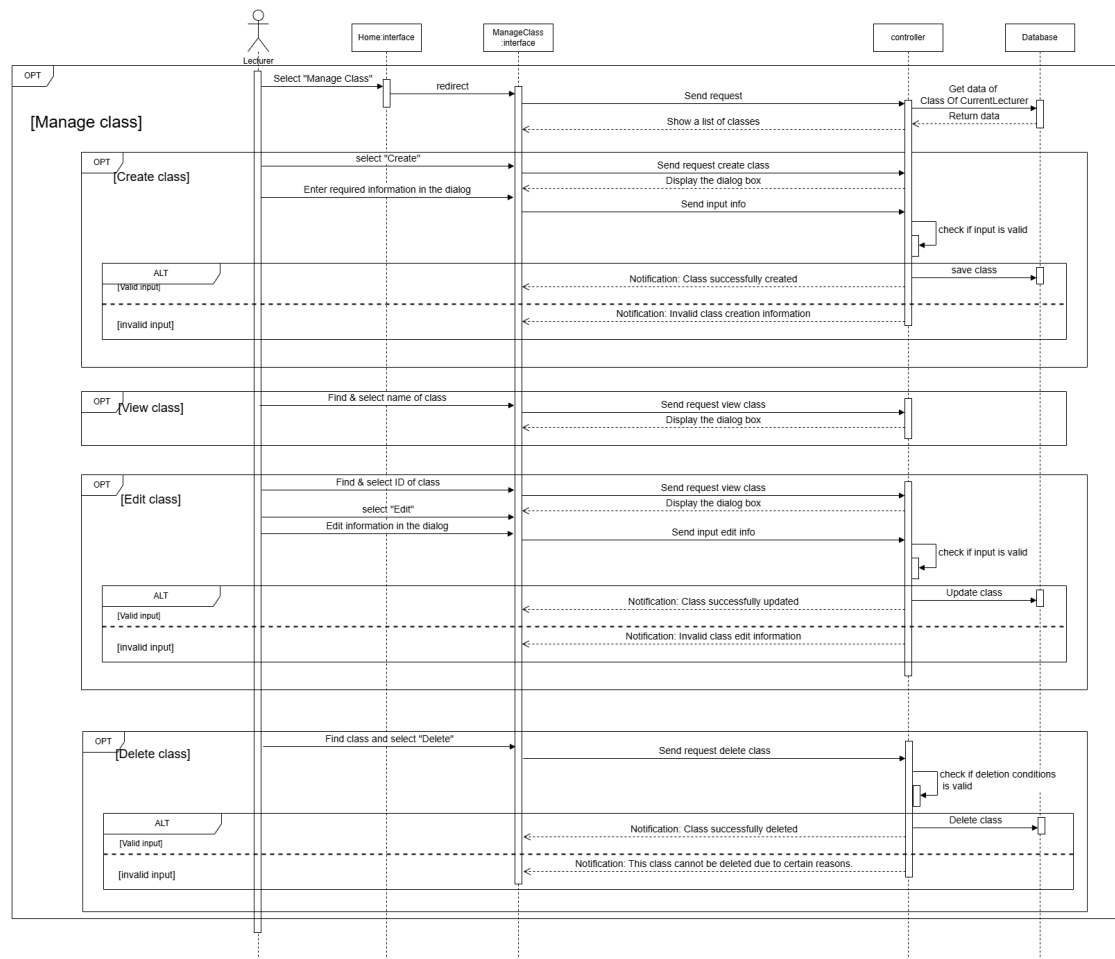 Home:interface
ManageClass
:interface
controller
Database
Lecturer
OPT
Select "Manage Class"
redirect
Send request
Get data of
Class Of CurrentLecturer
Return data
[Manage class]
Show a list of classes
OPT
[Create class]
select "Create"
Send request create class
Display the dialog box
Enter required information in the dialog
Send input info
check if input is valid
ALT
[Valid input]
save class
Notification: Class successfully created
Notification: Invalid class creation information
[invalid input]
OPT
[View class]
Find & select name of class
Send request view class
Display the dialog box
OPT
[Edit class]
Find & select ID of class
Send request view class
Display the dialog box
select "Edit"
Edit information in the dialog
Send input edit info
check if input is valid
ALT
[Valid input]
Update class
Notification: Class successfully updated
Notification: Invalid class edit information
[invalid input]
OPT
[Delete class]
Find class and select "Delete"
Send request delete class
check if deletion conditions
is valid
ALT
[Valid input]
Delete class
Notification: Class successfully deleted
Notification: This class cannot be deleted due to certain reasons.
[invalid input]